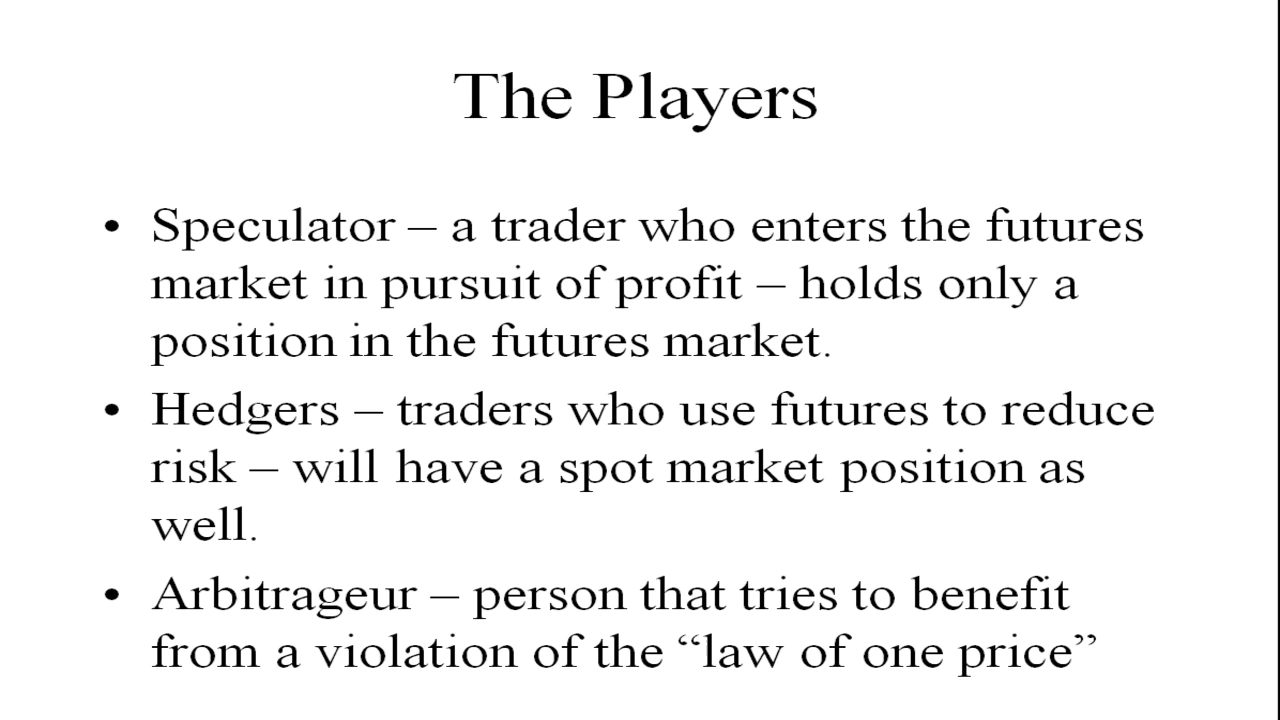 The Players
• Speculator – a trader who enters the futures
market in pursuit of profit – holds only a
position in the futures market.
• Hedgers – traders who use futures to reduce
risk – will have a spot market position as
well.
• Arbitrageur – person that tries to benefit
from a violation of the “law of one price”